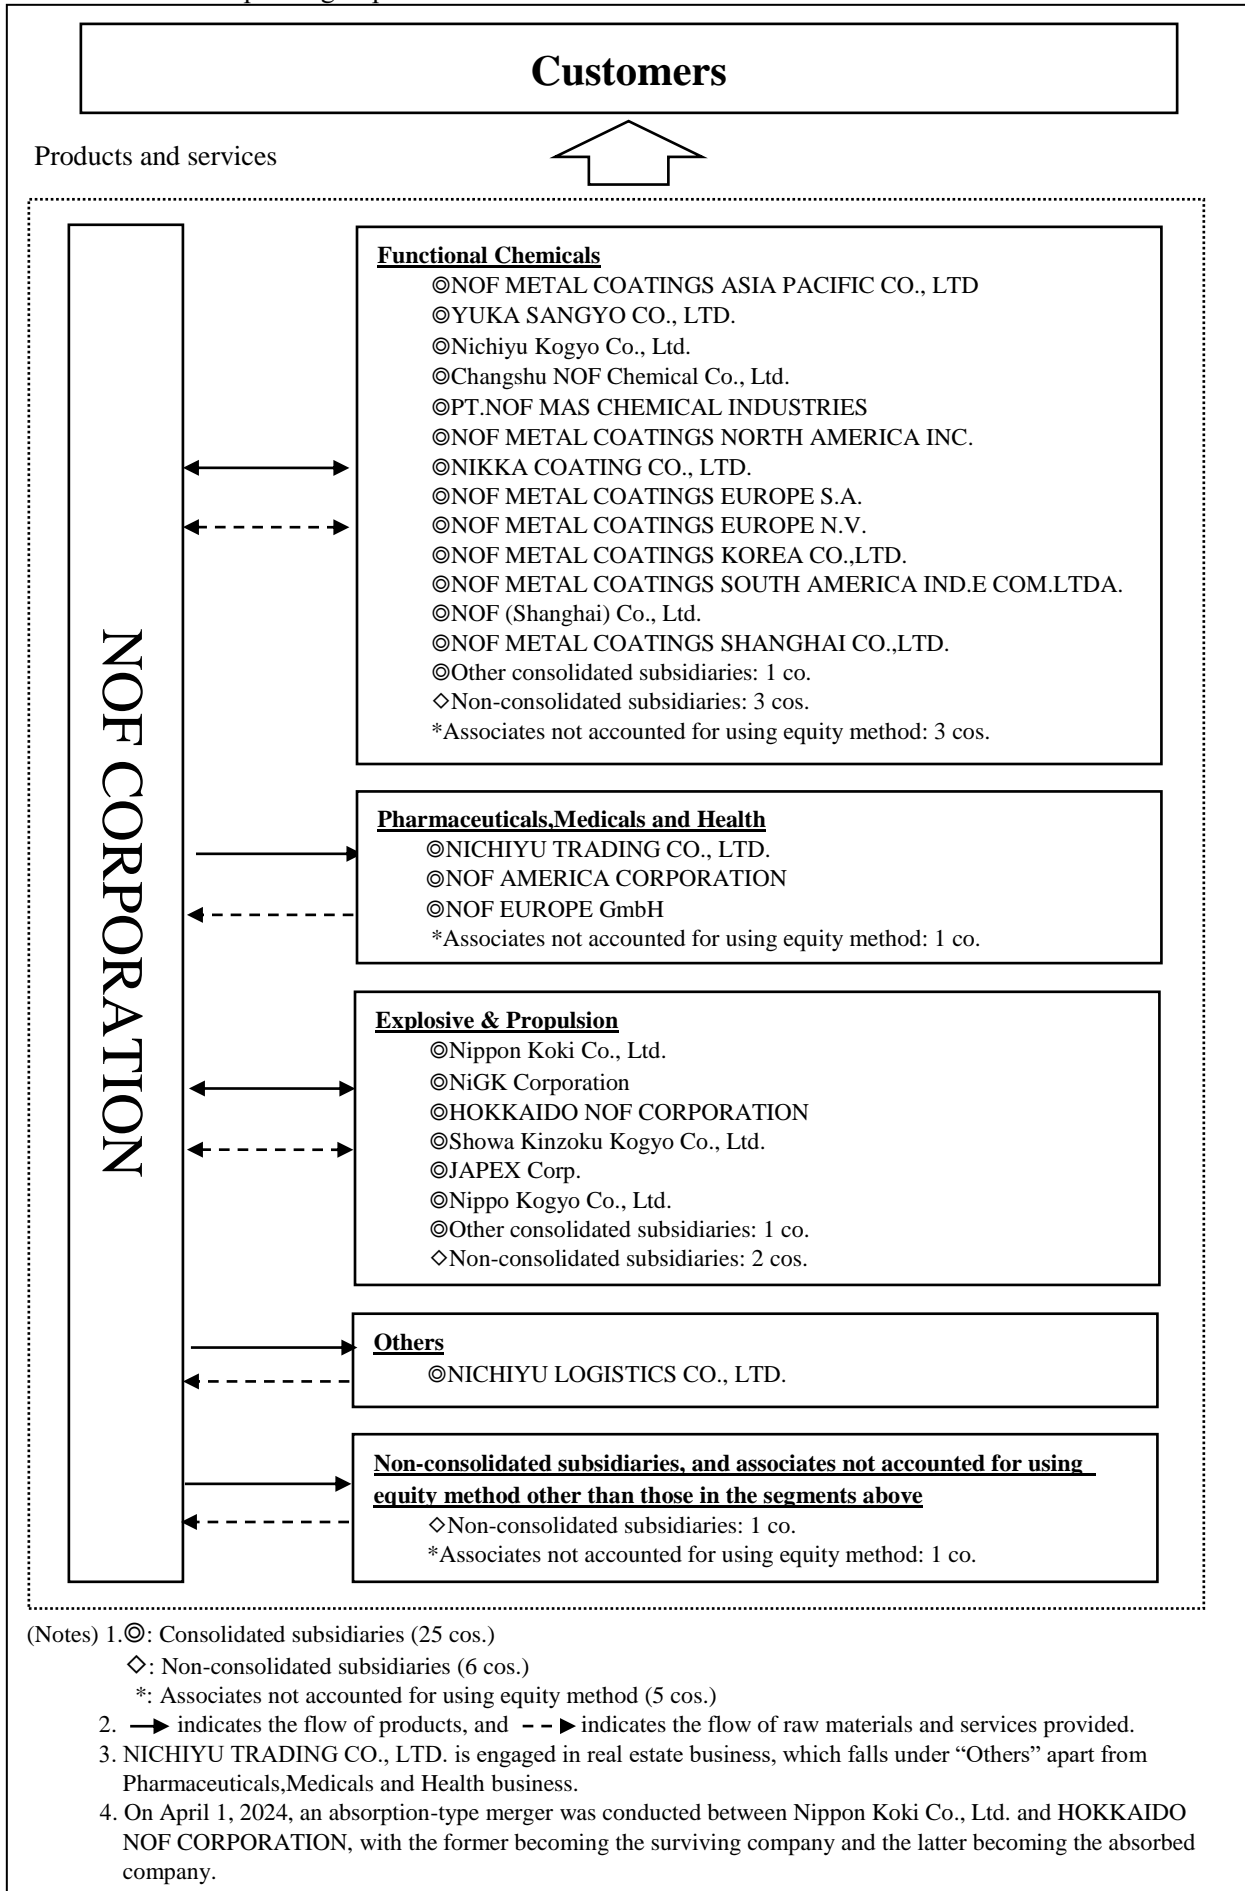 Customers
Products and services
NOF CORPORATION
Functional Chemicals
◎NOF METAL COATINGS ASIA PACIFIC CO., LTD
◎YUKA SANGYO CO., LTD.
◎Nichiyu Kogyo Co., Ltd.
◎Changshu NOF Chemical Co., Ltd.
◎PT.NOF MAS CHEMICAL INDUSTRIES
◎NOF METAL COATINGS NORTH AMERICA INC.
◎NIKKA COATING CO., LTD.
◎NOF METAL COATINGS EUROPE S.A.
◎NOF METAL COATINGS EUROPE N.V.
◎NOF METAL COATINGS KOREA CO.,LTD.
◎NOF METAL COATINGS SOUTH AMERICA IND.E COM.LTDA.
◎NOF (Shanghai) Co., Ltd.
◎NOF METAL COATINGS SHANGHAI CO.,LTD.
◎Other consolidated subsidiaries: 1 co.
◇Non-consolidated subsidiaries: 3 cos.
*Associates not accounted for using equity method: 3 cos.
Pharmaceuticals,Medicals and Health
◎NICHIYU TRADING CO., LTD.
◎NOF AMERICA CORPORATION
◎NOF EUROPE GmbH
*Associates not accounted for using equity method: 1 co.
Explosive & Propulsion
◎Nippon Koki Co., Ltd.
◎NiGK Corporation
◎HOKKAIDO NOF CORPORATION
◎Showa Kinzoku Kogyo Co., Ltd.
◎JAPEX Corp.
◎Nippo Kogyo Co., Ltd.
◎Other consolidated subsidiaries: 1 co.
◇Non-consolidated subsidiaries: 2 cos.
Others
◎NICHIYU LOGISTICS CO., LTD.
Non-consolidated subsidiaries, and associates not accounted for using
equity method other than those in the segments above
◇Non-consolidated subsidiaries: 1 co.
*Associates not accounted for using equity method: 1 co.
(Notes) 1.◎: Consolidated subsidiaries (25 cos.)
◇: Non-consolidated subsidiaries (6 cos.)
*: Associates not accounted for using equity method (5 cos.)
2. → indicates the flow of products, and --► indicates the flow of raw materials and services provided.
3. NICHIYU TRADING CO., LTD. is engaged in real estate business, which falls under “Others” apart from
Pharmaceuticals,Medicals and Health business.
4. On April 1, 2024, an absorption-type merger was conducted between Nippon Koki Co., Ltd. and HOKKAIDO
NOF CORPORATION, with the former becoming the surviving company and the latter becoming the absorbed
company.